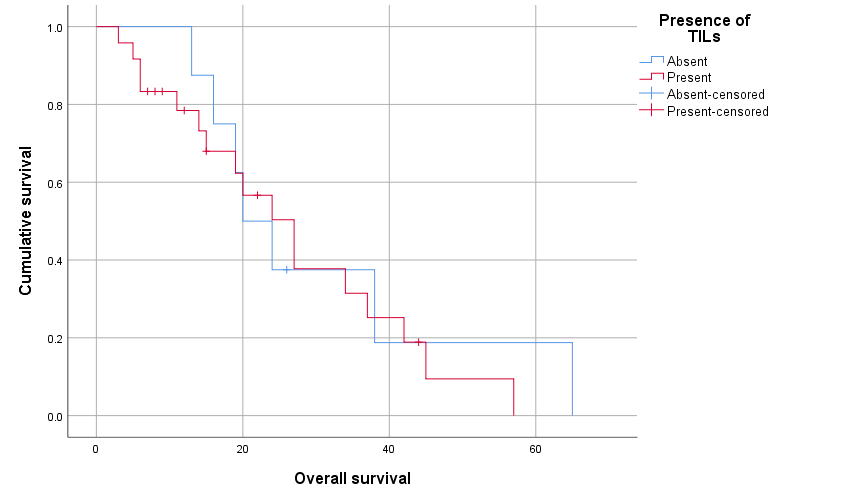 Presence of
TILs
Absent
Present
Absent-censored
Present-censored
1.0
0.8
0.6
0.4
0.2
0.0
Cumulative survival
0 20 40 60
Overall survival